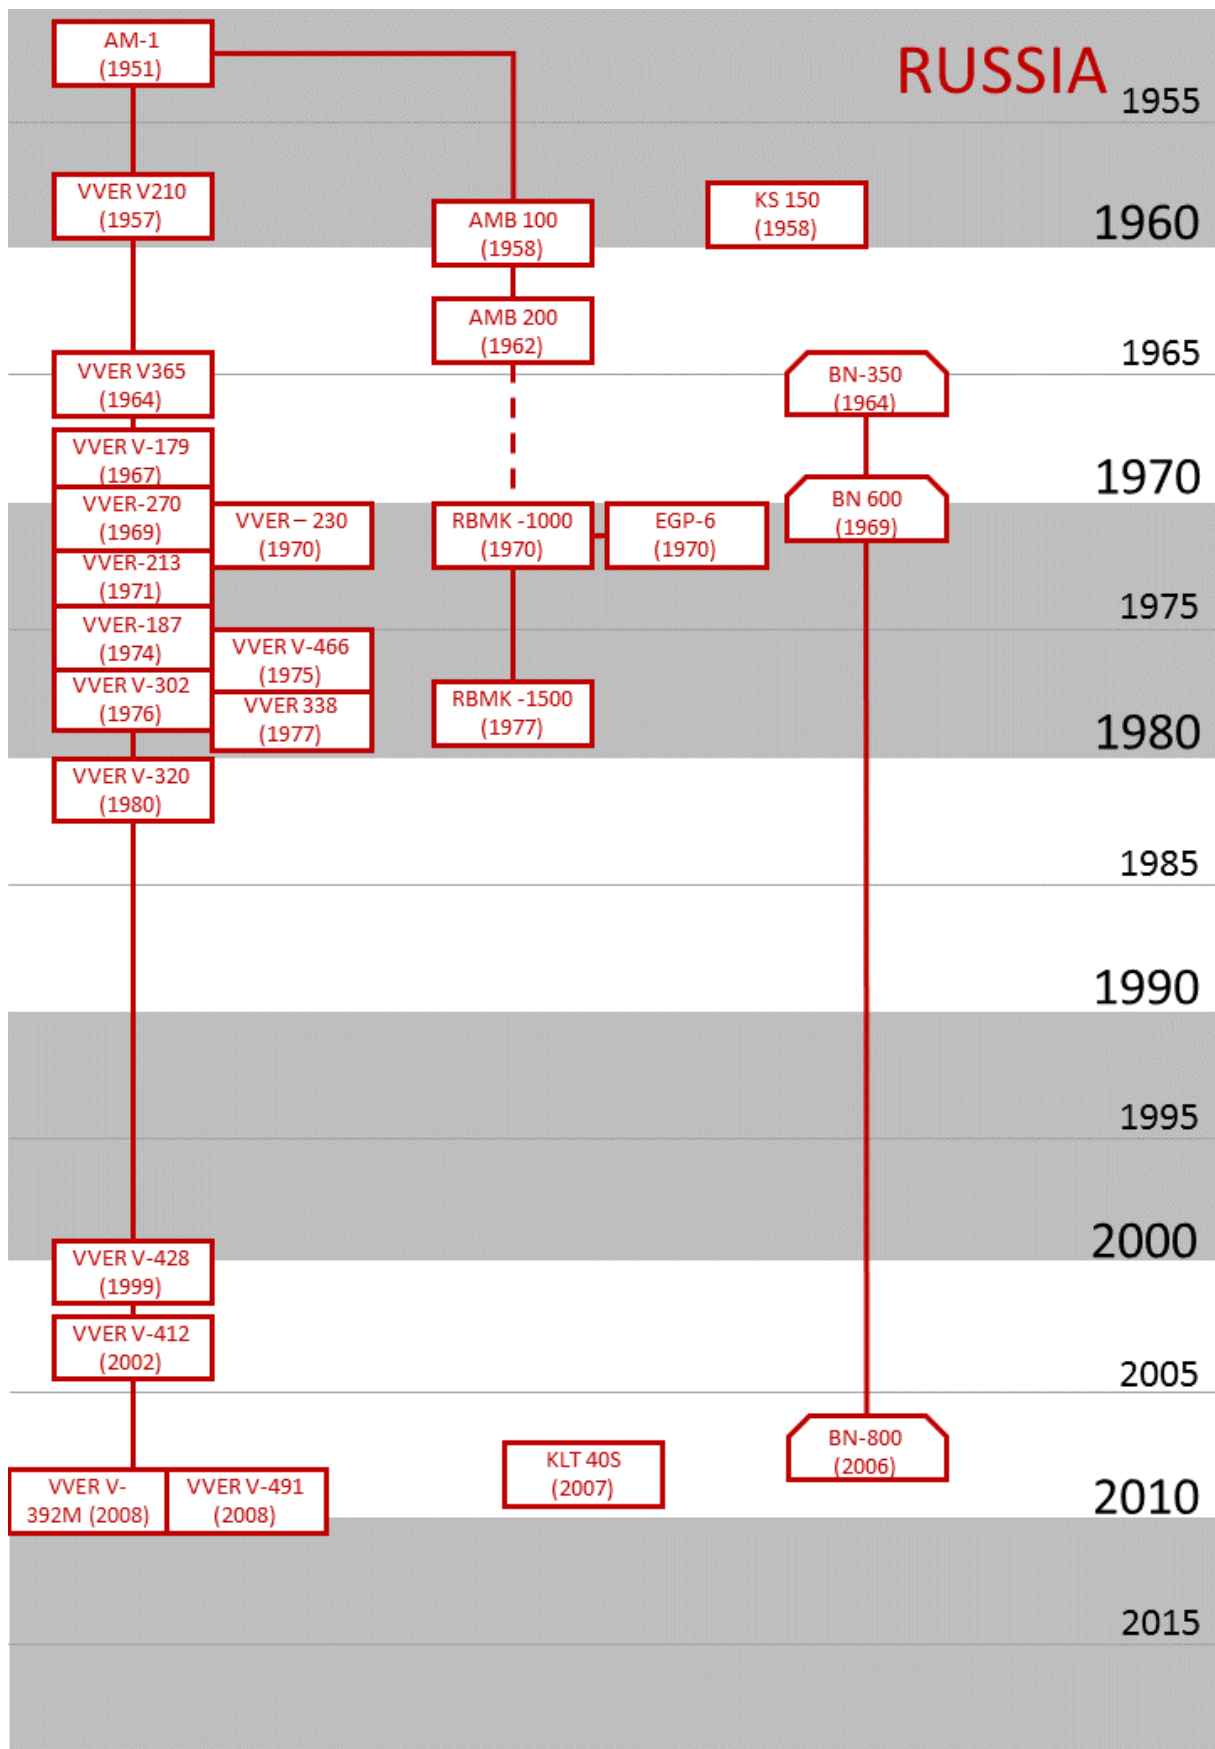 AM-1
(1951)
RUSSIA
1955
VVER V210
(1957)
AMB 100
(1958)
KS 150
(1958)
1960
AMB 200
(1962)
VVER V365
(1964)
BN-350
(1964)
1965
VVER V-179
(1967)
1970
VVER-270
(1969)
VVER – 230
(1970)
RBMK -1000
(1970)
EGP-6
(1970)
BN 600
(1969)
VVER-213
(1971)
1975
VVER-187
(1974)
VVER V-466
(1975)
VVER V-302
(1976)
VVER 338
(1977)
RBMK -1500
(1977)
1980
VVER V-320
(1980)
1985
1990
1995
2000
VVER V-428
(1999)
VVER V-412
(2002)
2005
BN-800
(2006)
KLT 40S
(2007)
VVER V-
392M (2008)
VVER V-491
(2008)
2010
2015